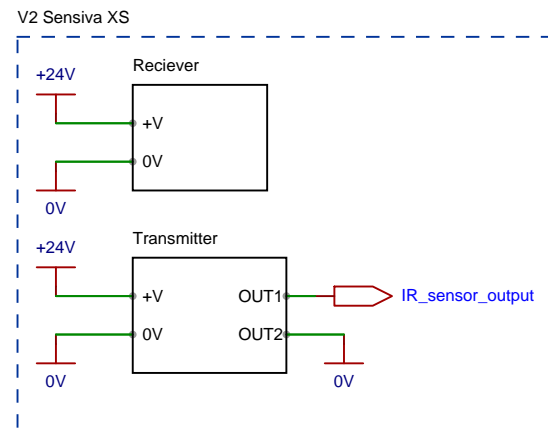 V2 Sensiva XS
Reciever
+24V
+V
0V
0V
Transmitter
+24V
+V
OUT1
IR_sensor_output
0V
OUT2
0V
0V